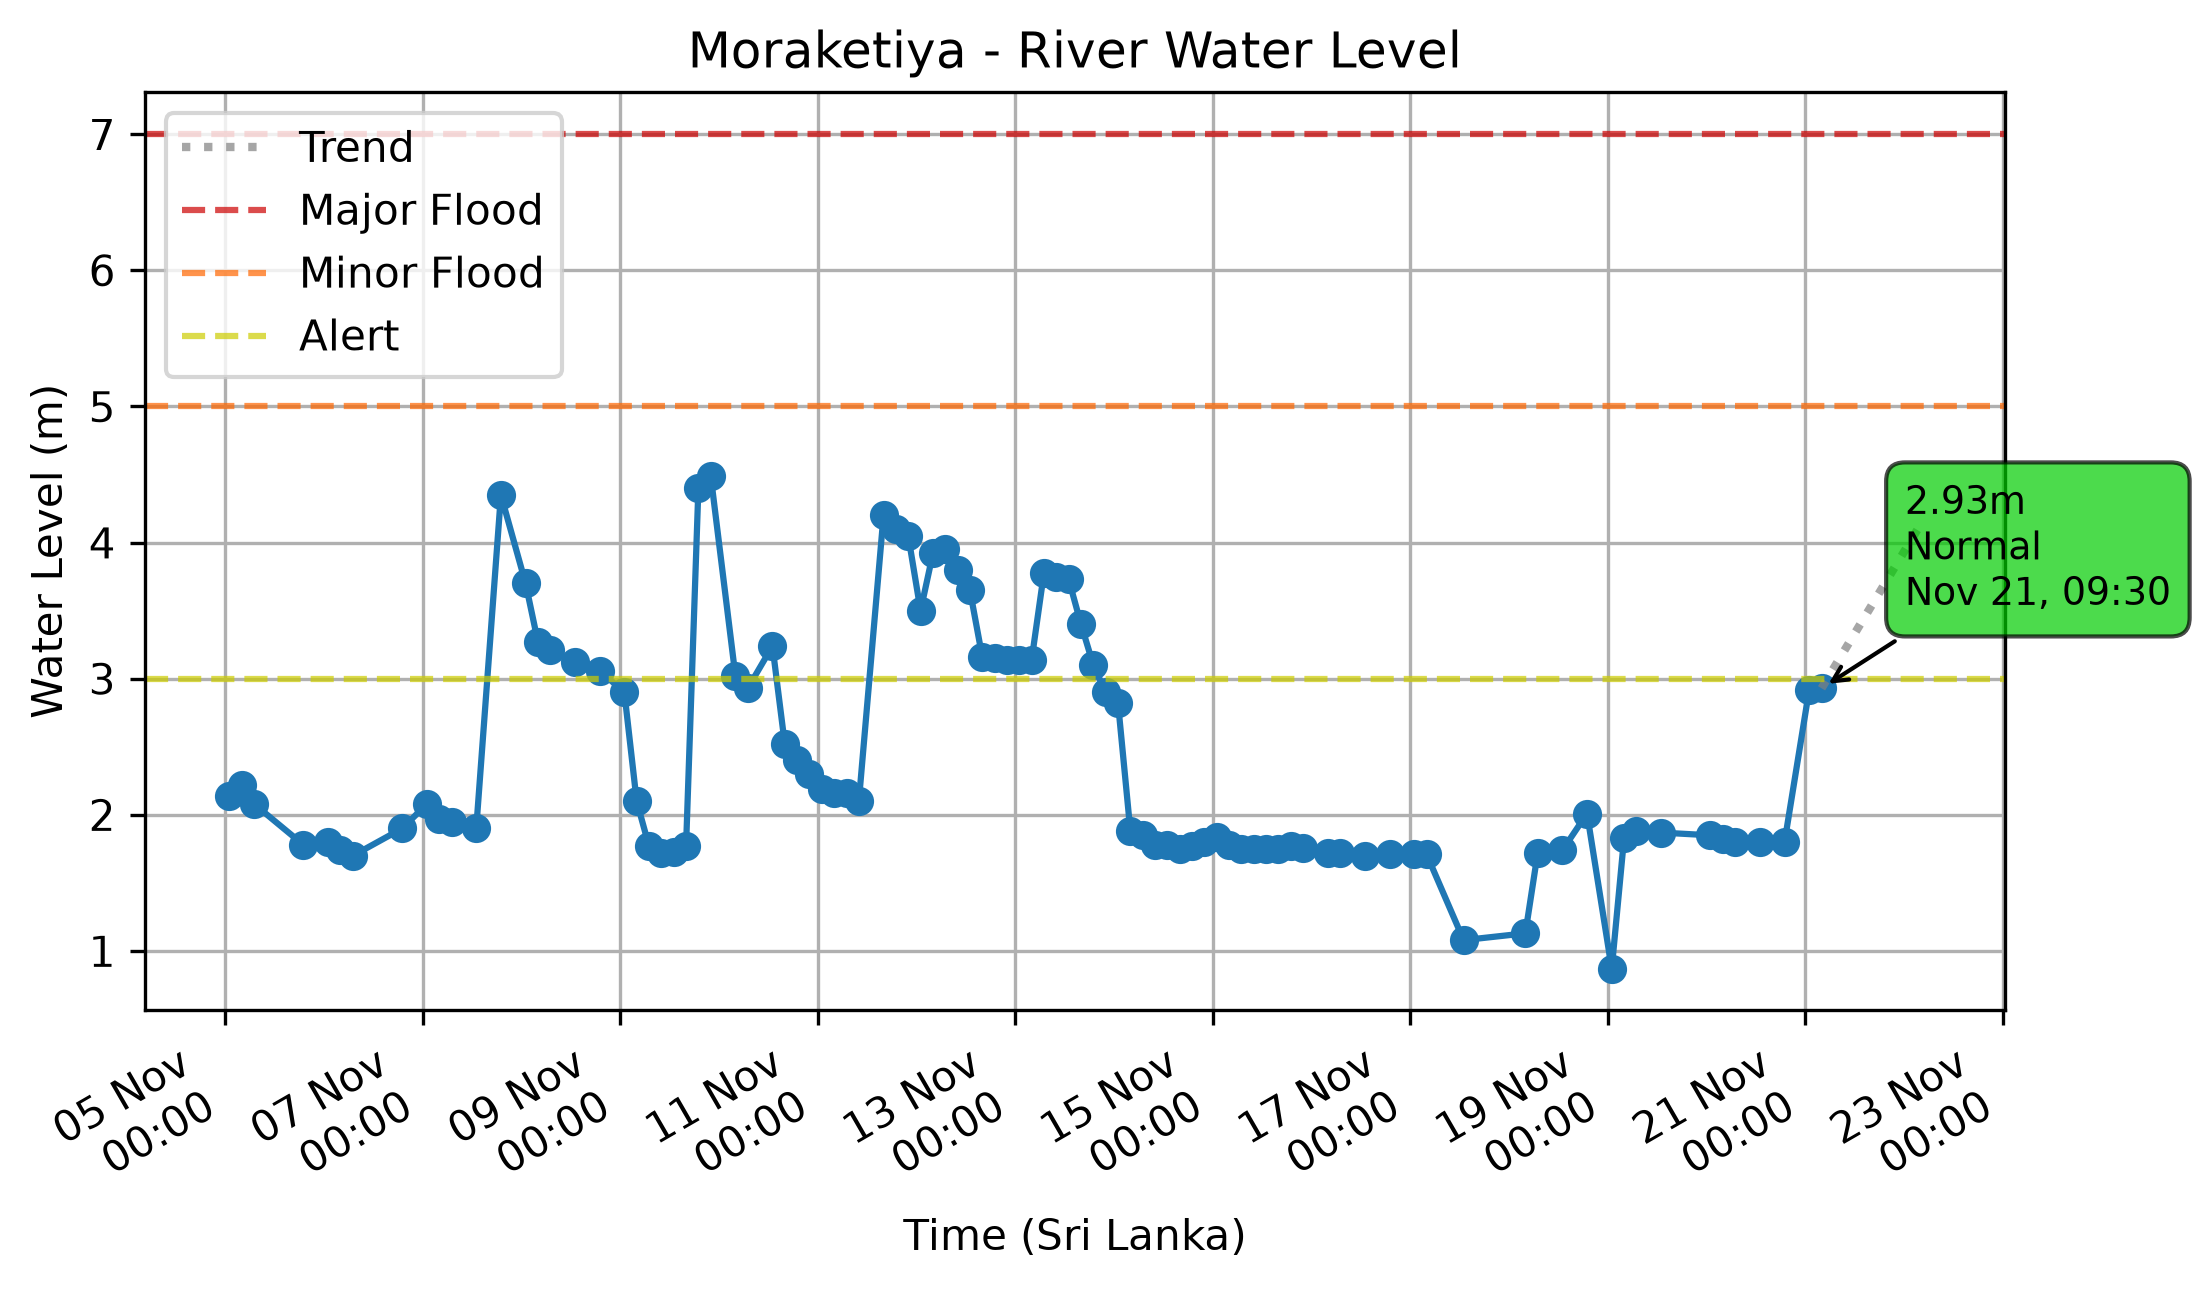 Moraketiya - River Water Level
7
6
5
4
3
2
1
Water Level (m)
Trend
Major Flood
Minor Flood
Alert
2.93m
Normal
Nov 21, 09:30
05 Nov
00:00
07 Nov
00:00
09 Nov
00:00
11 Nov
00:00
13 Nov
00:00
15 Nov
00:00
17 Nov
00:00
19 Nov
00:00
21 Nov
00:00
23 Nov
00:00
Time (Sri Lanka)